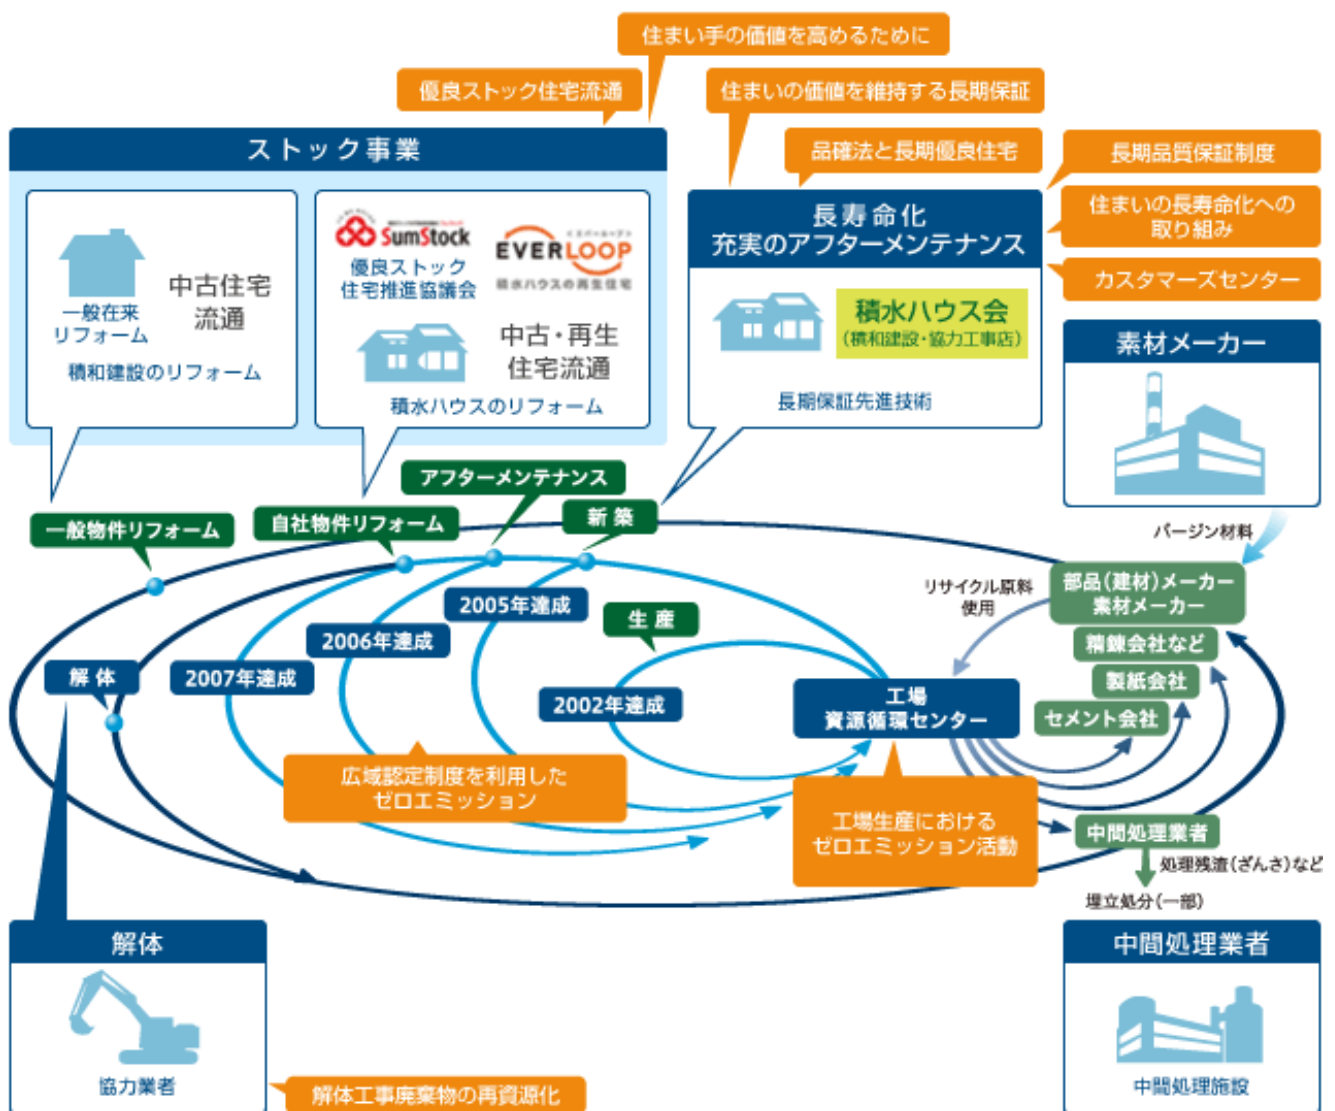 住まい手の価値を高めるために
優良ストック住宅流通
住まいの価値を維持する長期保証
品確法と長期優良住宅
長期品質保証制度
住まいの長寿命化への
取り組み
カスタマーズセンター
ストック事業
一般在来
リフォーム
中古住宅
流通
積和建設のリフォーム
SumStock
優良ストック
住宅推進協議会
EVERLOOP
積水ハウスの再生住宅
中古・再生
住宅流通
積水ハウスのリフォーム
長寿命化
充実のアフターメンテナンス
積水ハウス会
(積和建設・協力工事店)
長期保証先進技術
素材メーカー
バージン材料
一般物件リフォーム
自社物件リフォーム
アフターメンテナンス
新築
リサイクル原料
使用
部品(建材)メーカー
素材メーカー
精錬会社など
製紙会社
セメント会社
解体
2007年達成
2006年達成
2005年達成
生産
2002年達成
工場
資源循環センター
広域認定制度を利用した
ゼロエミッション
工場生産における
ゼロエミッション活動
中間処理業者
処理残渣(ざんさ)など
埋立処分(一部)
解体
協力業者
解体工事廃棄物の再資源化
中間処理業者
中間処理施設